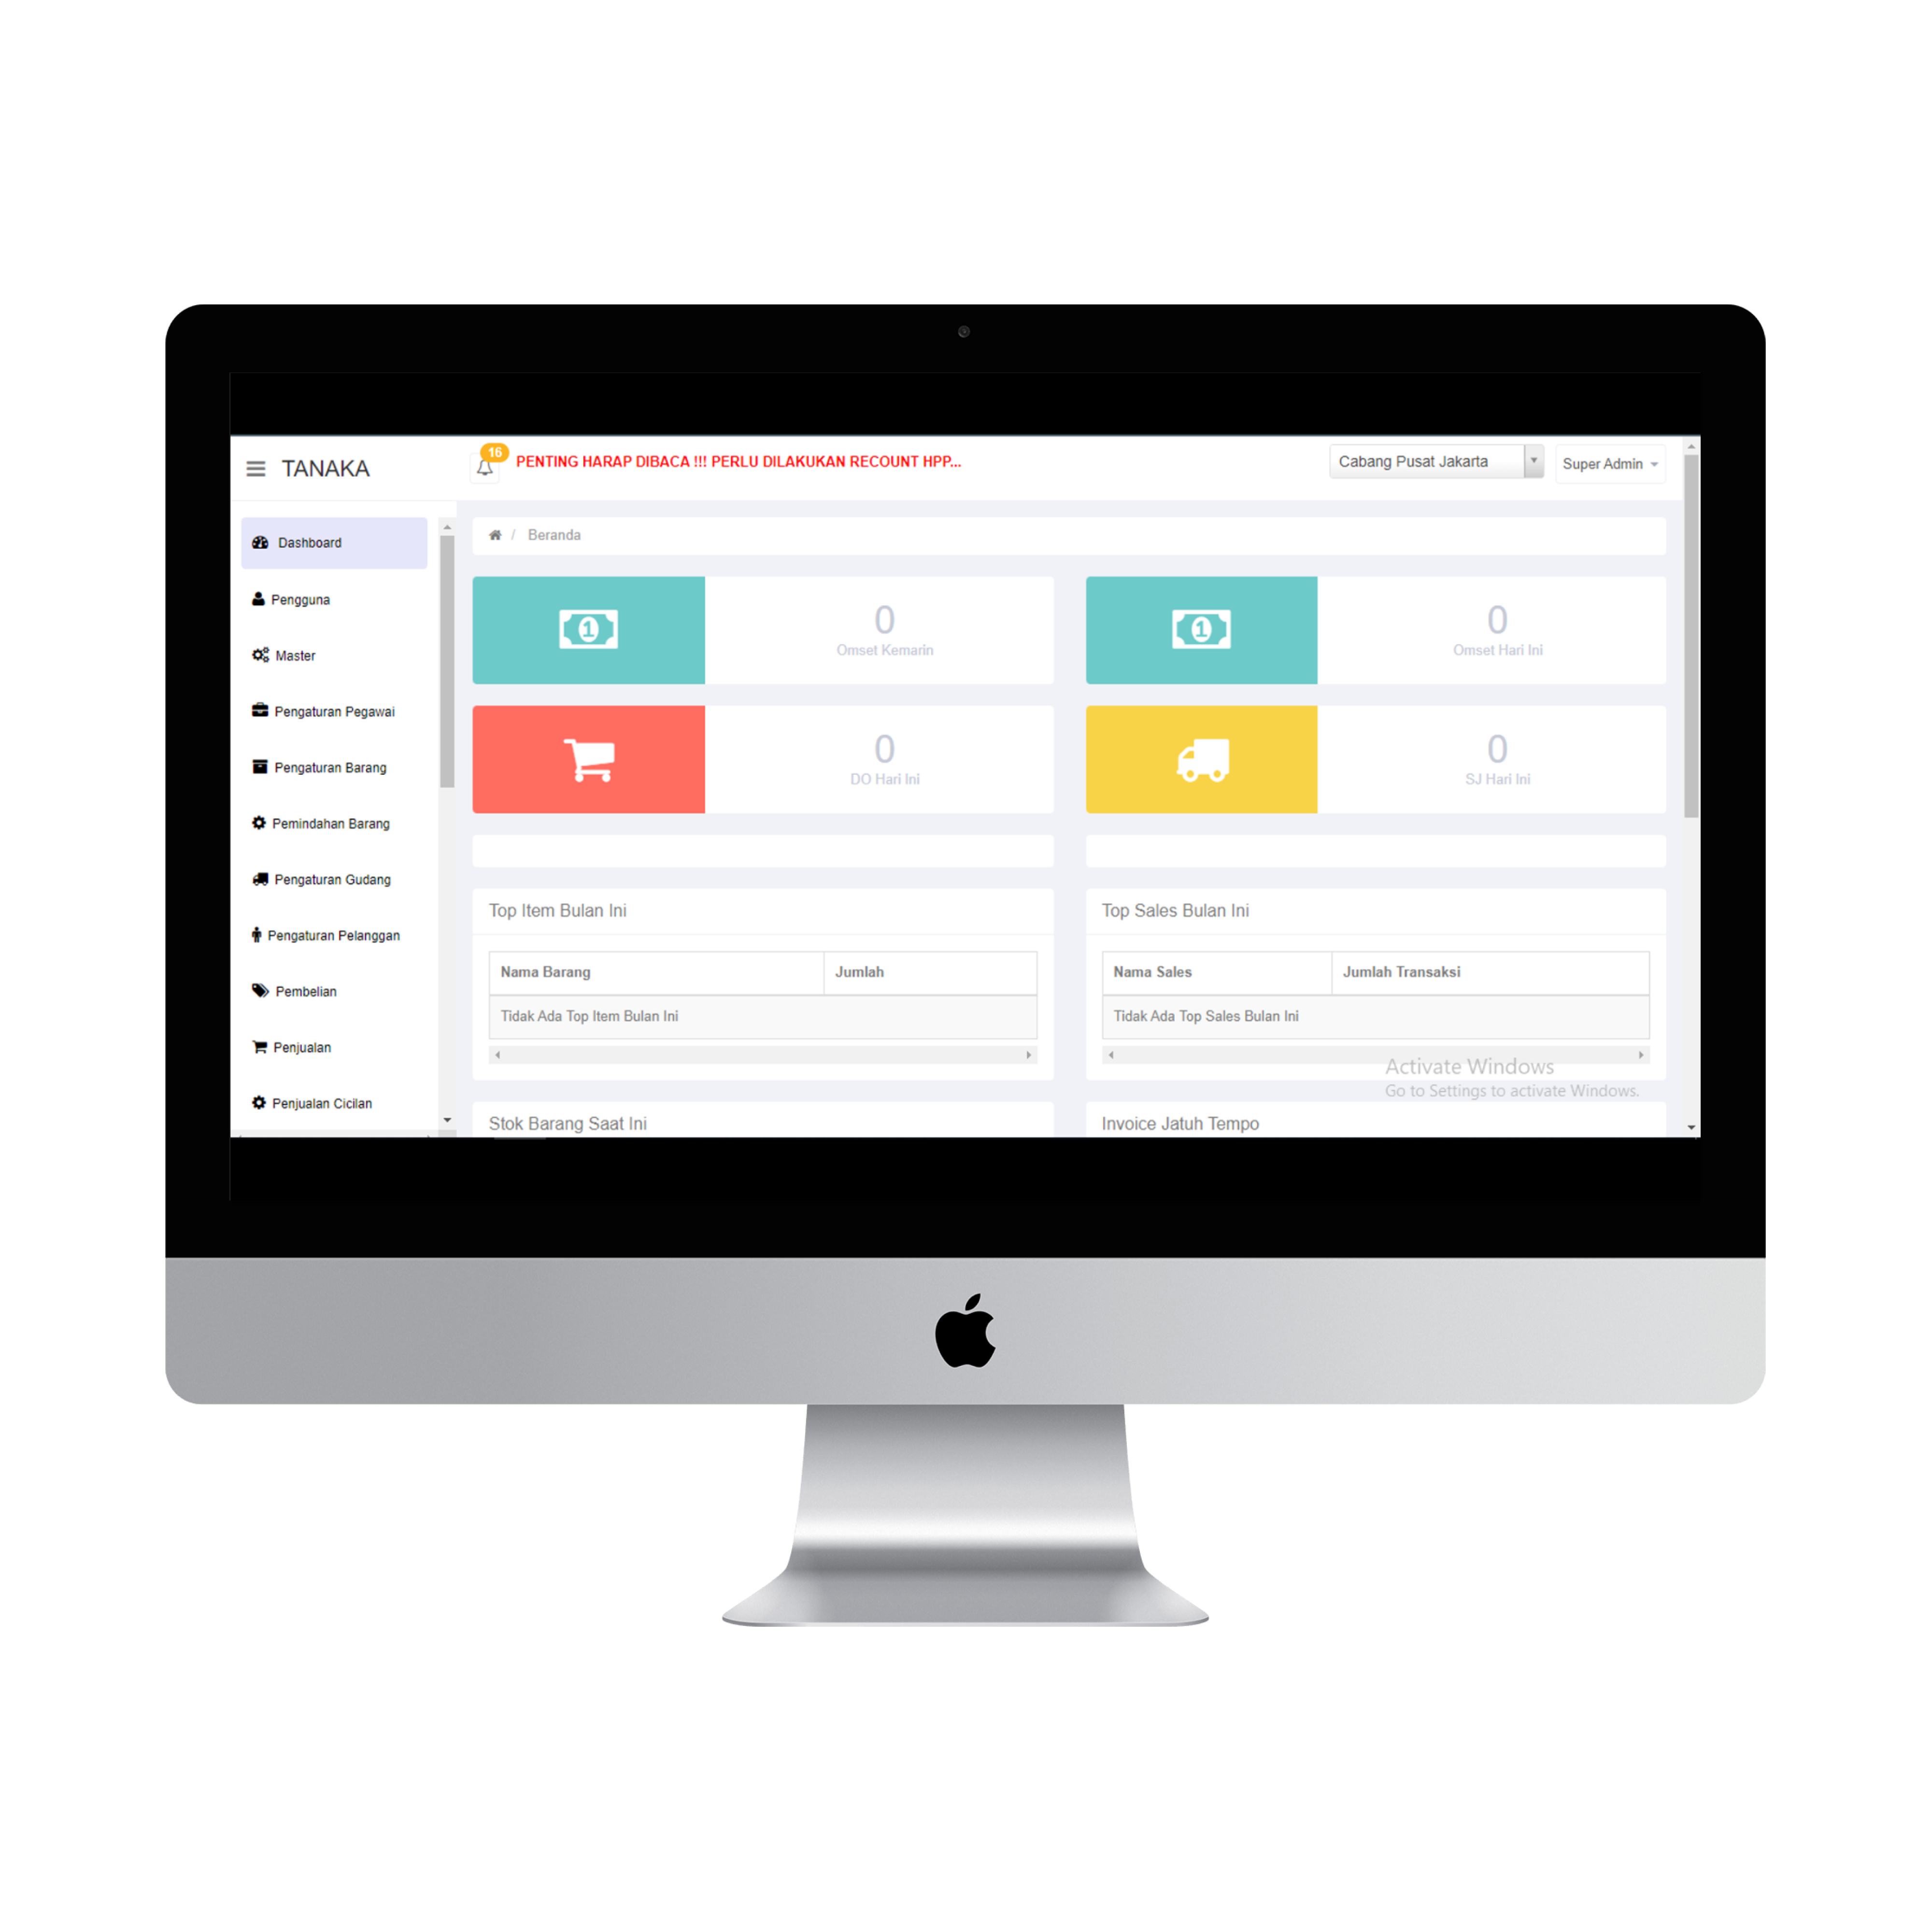 TANAKA
16
PENTING HARAP DIBACA !!! PERLU DILAKUKAN RECOUNT HPP...
Cabang Pusat Jakarta
Super Admin
Dashboard
Pengguna
Master
Pengaturan Pegawai
Pengaturan Barang
Pemindahan Barang
Pengaturan Gudang
Pengaturan Pelanggan
Pembelian
Penjualan
Penjualan Cicilan
/ Beranda
1
0
Omset Kemarin
1
0
Omset Hari Ini
0
DO Hari Ini
0
SJ Hari Ini
Top Item Bulan Ini
Nama Barang Jumlah
Tidak Ada Top Item Bulan Ini
Top Sales Bulan Ini
Nama Sales Jumlah Transaksi
Tidak Ada Top Sales Bulan Ini
Stok Barang Saat Ini
Invoice Jatuh Tempo
Activate Windows
Go to Settings to activate Windows.